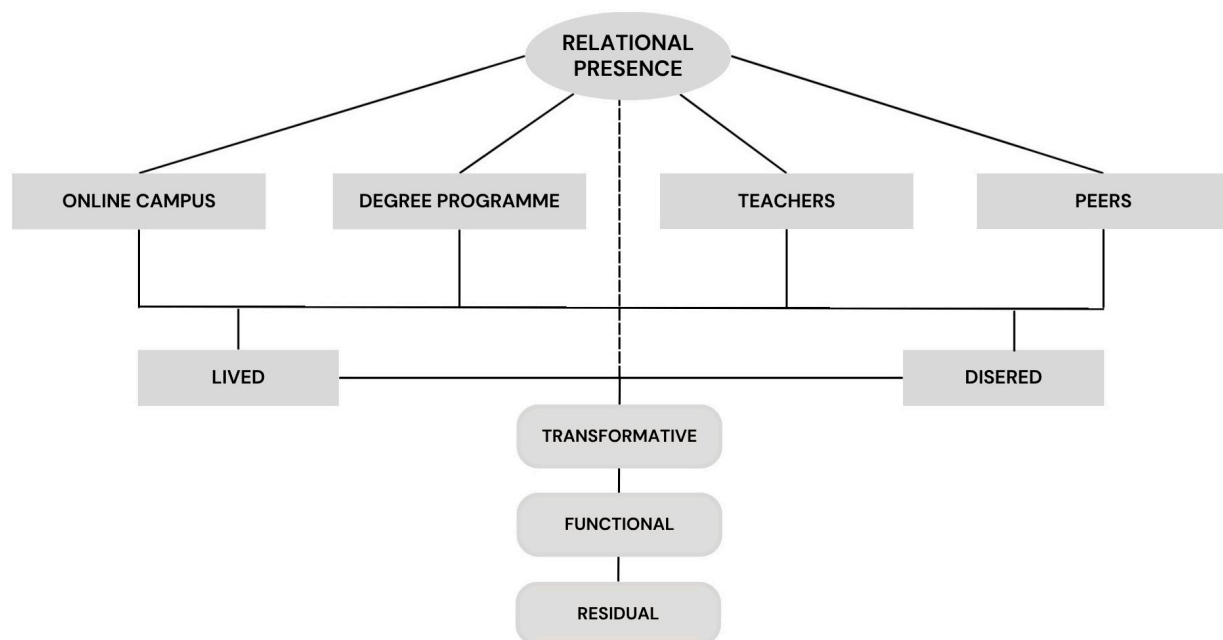 RELATIONAL
PRESENCE
ONLINE CAMPUS
DEGREE PROGRAMME
TEACHERS
PEERS
LIVED
DISERED
TRANSFORMATIVE
FUNCTIONAL
RESIDUAL